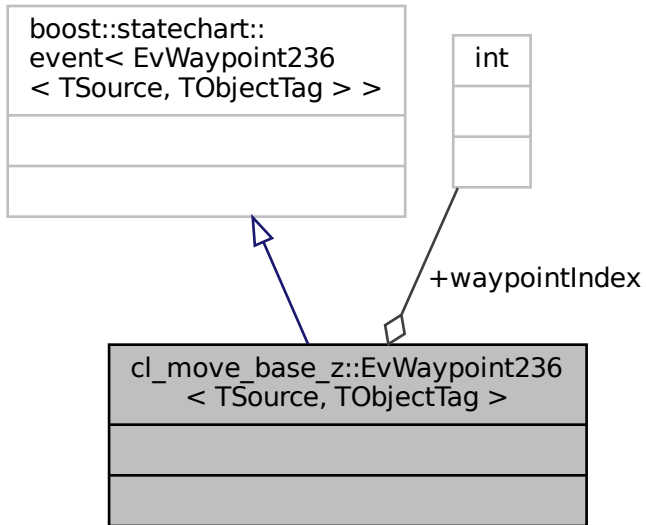 boost::statechart::
event< EvWaypoint236
< TSource, TObjectTag > >
int
+waypointIndex
cl_move_base_z::EvWaypoint236
< TSource, TObjectTag >